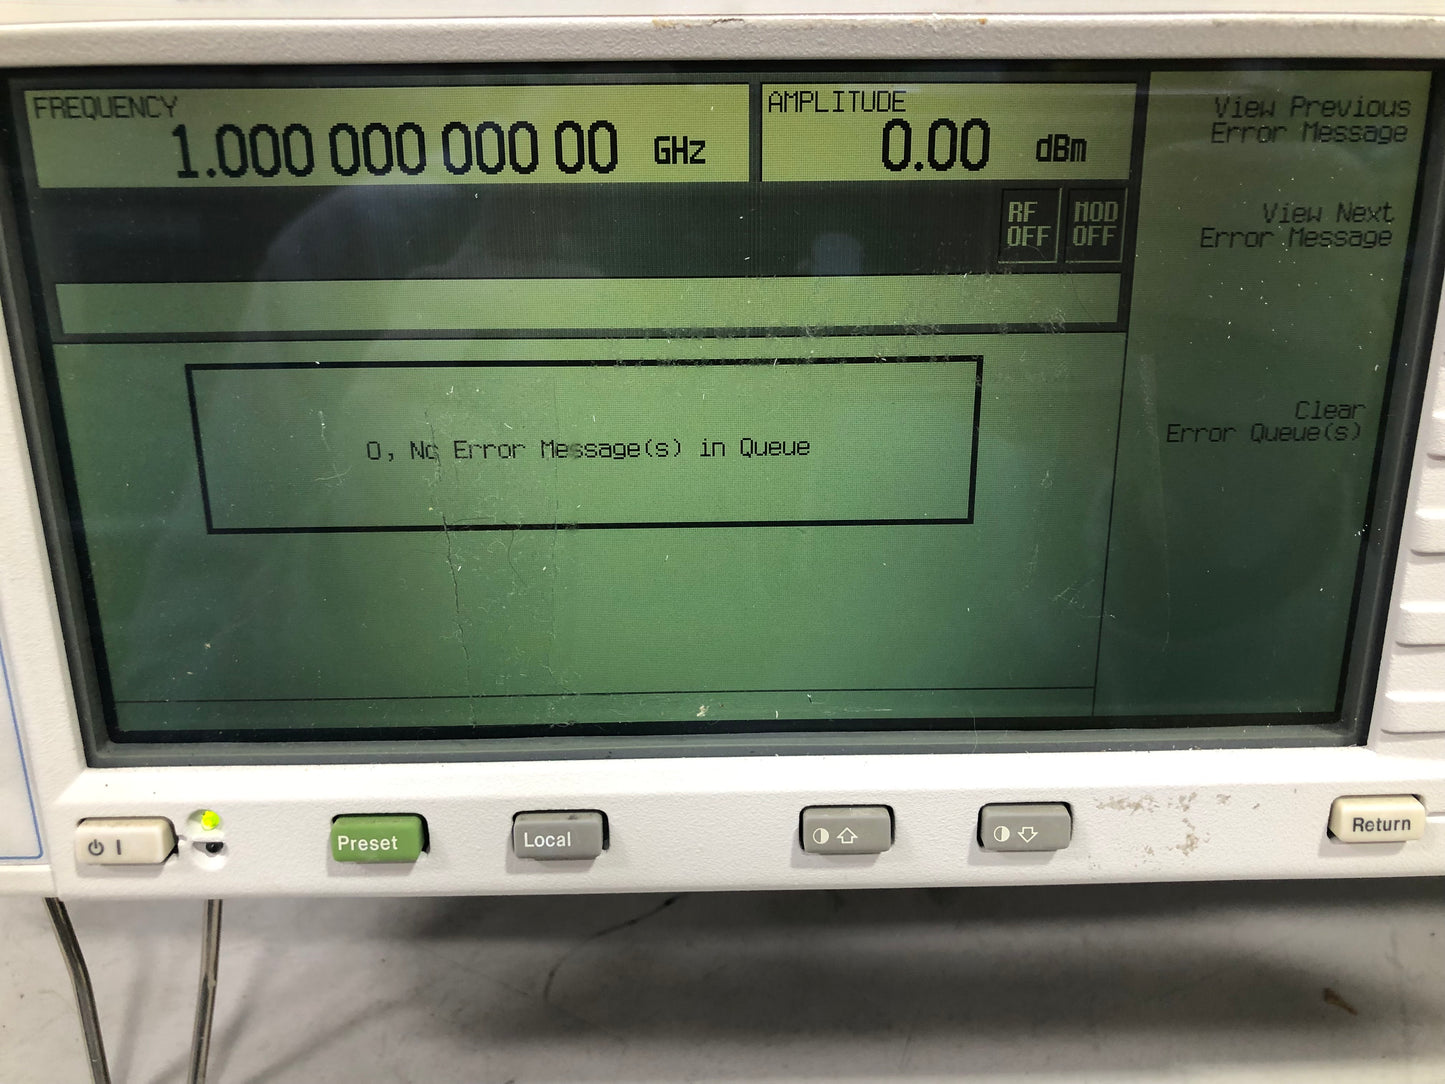 FREQUENCY
1.000 000 000 00 GHz
AMPLITUDE
0.00 dBm
RF
OFF
MOD
OFF
View Previous
Error Message
View Next
Error Message
Clear
Error Queue(s)
0, No Error Message(s) in Queue
Preset
Local
Return